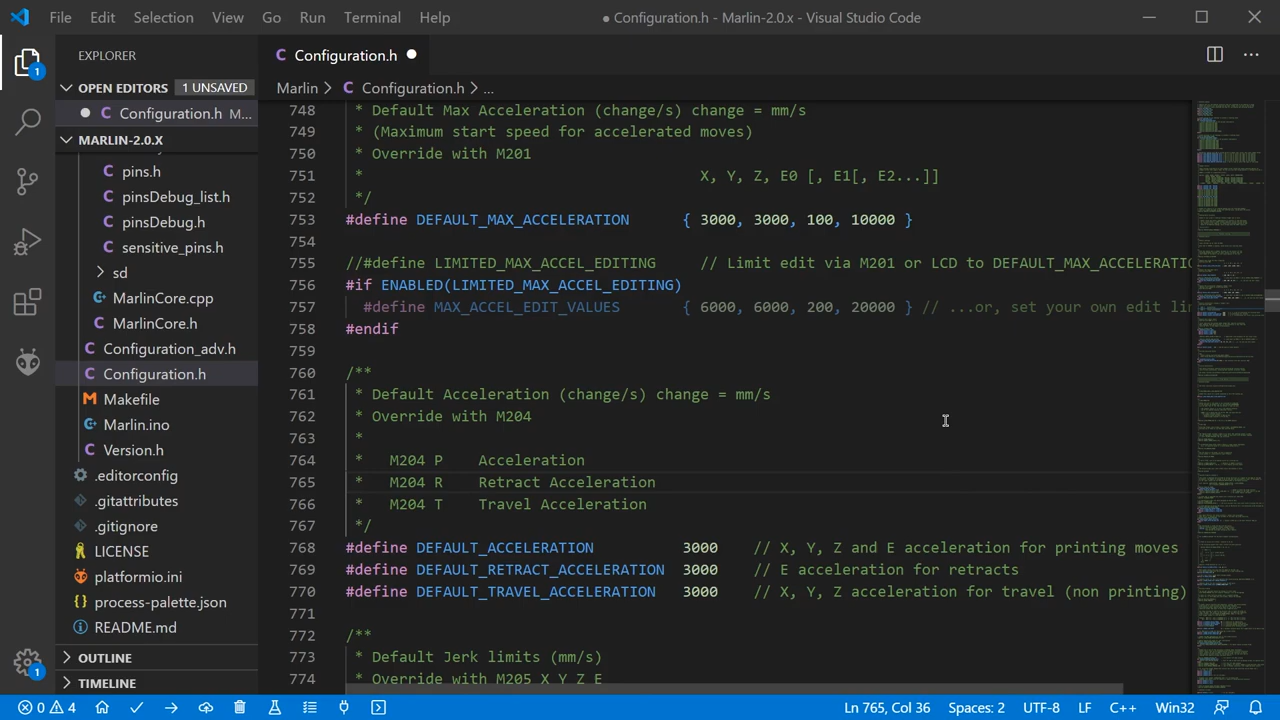 File Edit Selection View Go Run Terminal Help
● Configuration.h - Marlin-2.0.x - Visual Studio Code
1
EXPLORER
OPEN EDITORS 1 UNSAVED
Configuration.h M...
MARLIN-2.0.X
pins.h
pinsDebug_list.h
pinsDebug.h
sensitive_pins.h
sd
MarlinCore.cpp
MarlinCore.h
Configuration_adv.h
Configuration.h
Makefile
Marlin.ino
Version.h
.editorconfig
.gitattributes
.gitignore
LICENSE
platformio.ini
process-palette.json
README.md
OUTLINE
TIMELINE
1
C Configuration.h ●
Marlin > C Configuration.h > ...
748 * Default Max Acceleration (change/s) change = mm/s
749 * (Maximum start speed for accelerated moves)
750 * Override with M201
751 * X, Y, Z, E0 [, E1[, E2...]]
752 */
753 #define DEFAULT_MAX_ACCELERATION { 3000, 3000, 100, 10000 }
754
755 //#define LIMITED_MAX_ACCEL_EDITING // Limit edit via M201 or LCD to DEFAULT_MAX_ACCELERATIO
756 #if ENABLED(LIMITED_MAX_ACCEL_EDITING)
757 #define MAX_ACCEL_EDIT_VALUES { 6000, 6000, 200, 20000 } // ...or, set your own edit lin
758 #endif
759
760 /**
761 * Default Acceleration (change/s) change = mm/s
762 * Override with M204
763 *
764 * M204 P Acceleration
765 * M204 R Retract Acceleration
766 * M204 T Travel Acceleration
767 */
768 #define DEFAULT_ACCELERATION 3000 // X, Y, Z and E acceleration for printing moves
769 #define DEFAULT_RETRACT_ACCELERATION 3000 // E acceleration for retracts
770 #define DEFAULT_TRAVEL_ACCELERATION 3000 // X, Y, Z acceleration for travel (non printing)
771
772 /**
773 * Default Jerk limits (mm/s)
774 * Override with M205 X Y Z E
0 4 Ln 765, Col 36 Spaces: 2 UTF-8 LF C++ Win32